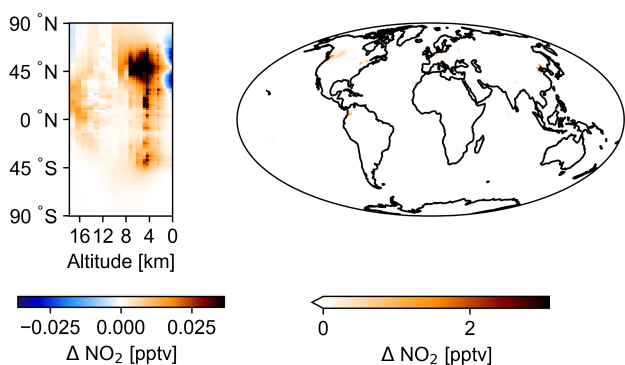 90 °N
45 °N
0 °N
45 °S
90 °S
16 12 8 4 0
Altitude [km]
−0.025 0.000 0.025
Δ NO₂ [pptv]
0 2
Δ NO₂ [pptv]